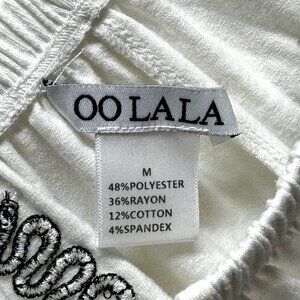 OO LALA
M
48%POLYESTER
36%RAYON
12%COTTON
4%SPANDEX